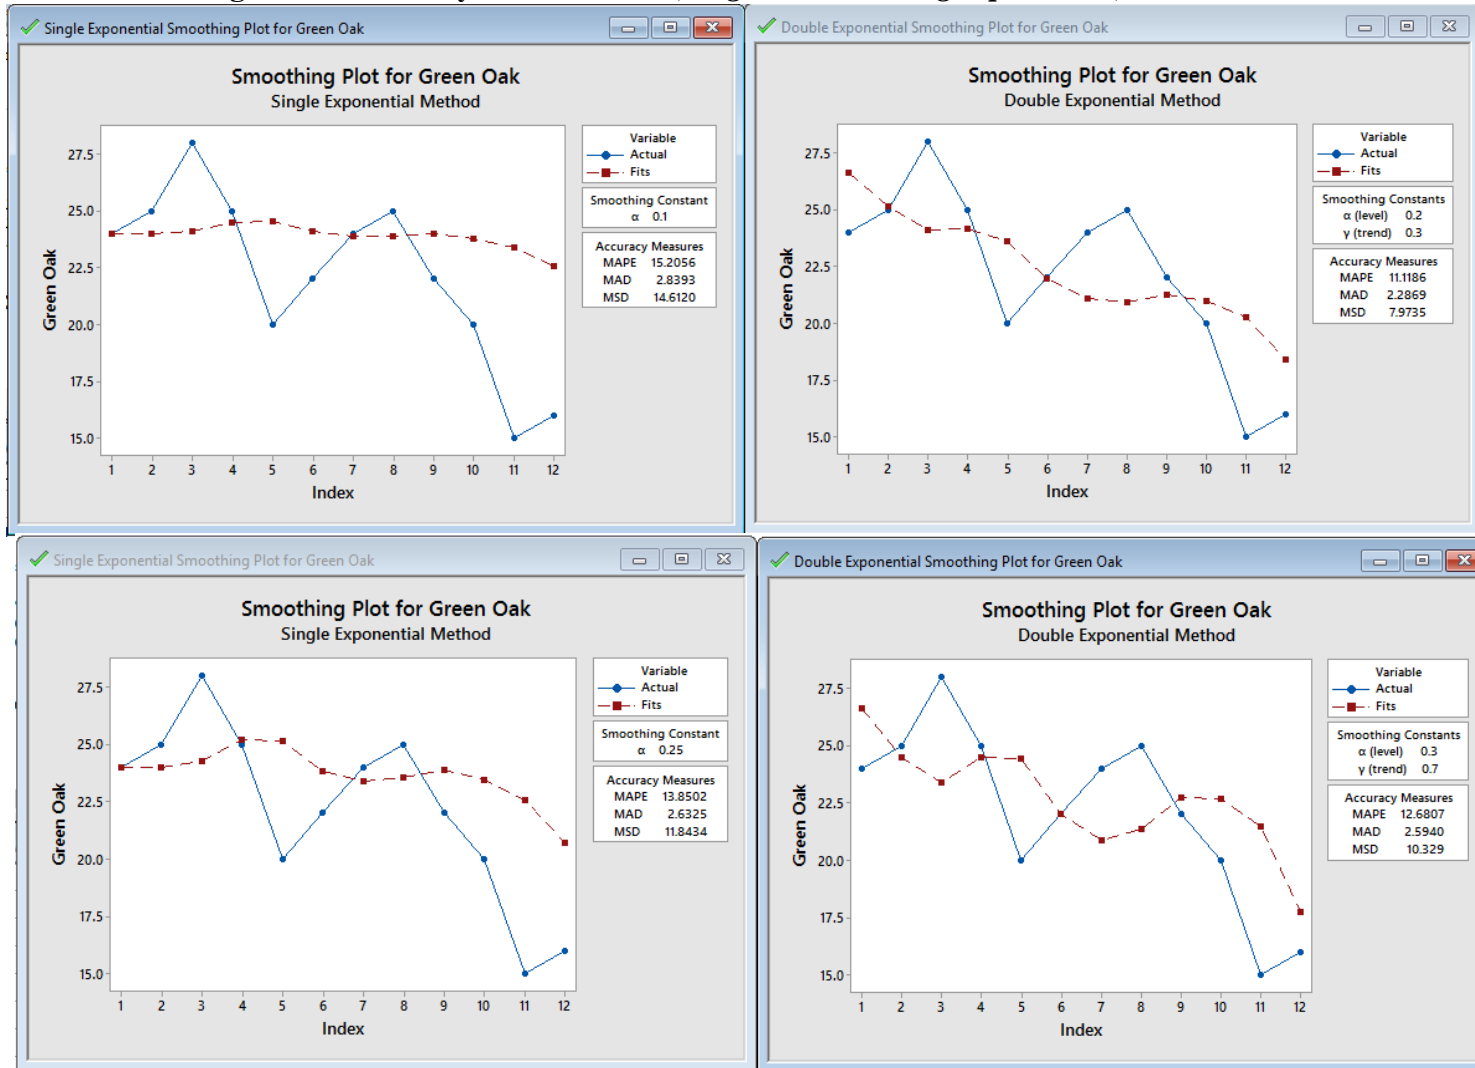 Single Exponential Smoothing Plot for Green Oak
Smoothing Plot for Green Oak
Single Exponential Method
Variable
Actual
Fits
Smoothing Constant
α 0.1
Accuracy Measures
MAPE 15.2056
MAD 2.8393
MSD 14.6120
Green Oak
27.5
25.0
22.5
20.0
17.5
15.0
1 2 3 4 5 6 7 8 9 10 11 12
Index
Double Exponential Smoothing Plot for Green Oak
Smoothing Plot for Green Oak
Double Exponential Method
Variable
Actual
Fits
Smoothing Constants
α (level) 0.2
γ (trend) 0.3
Accuracy Measures
MAPE 11.1186
MAD 2.2869
MSD 7.9735
Green Oak
27.5
25.0
22.5
20.0
17.5
15.0
1 2 3 4 5 6 7 8 9 10 11 12
Index
Single Exponential Smoothing Plot for Green Oak
Smoothing Plot for Green Oak
Single Exponential Method
Variable
Actual
Fits
Smoothing Constant
α 0.25
Accuracy Measures
MAPE 13.8502
MAD 2.6325
MSD 11.8434
Green Oak
27.5
25.0
22.5
20.0
17.5
15.0
1 2 3 4 5 6 7 8 9 10 11 12
Index
Double Exponential Smoothing Plot for Green Oak
Smoothing Plot for Green Oak
Double Exponential Method
Variable
Actual
Fits
Smoothing Constants
α (level) 0.3
γ (trend) 0.7
Accuracy Measures
MAPE 12.6807
MAD 2.5940
MSD 10.329
Green Oak
27.5
25.0
22.5
20.0
17.5
15.0
1 2 3 4 5 6 7 8 9 10 11 12
Index